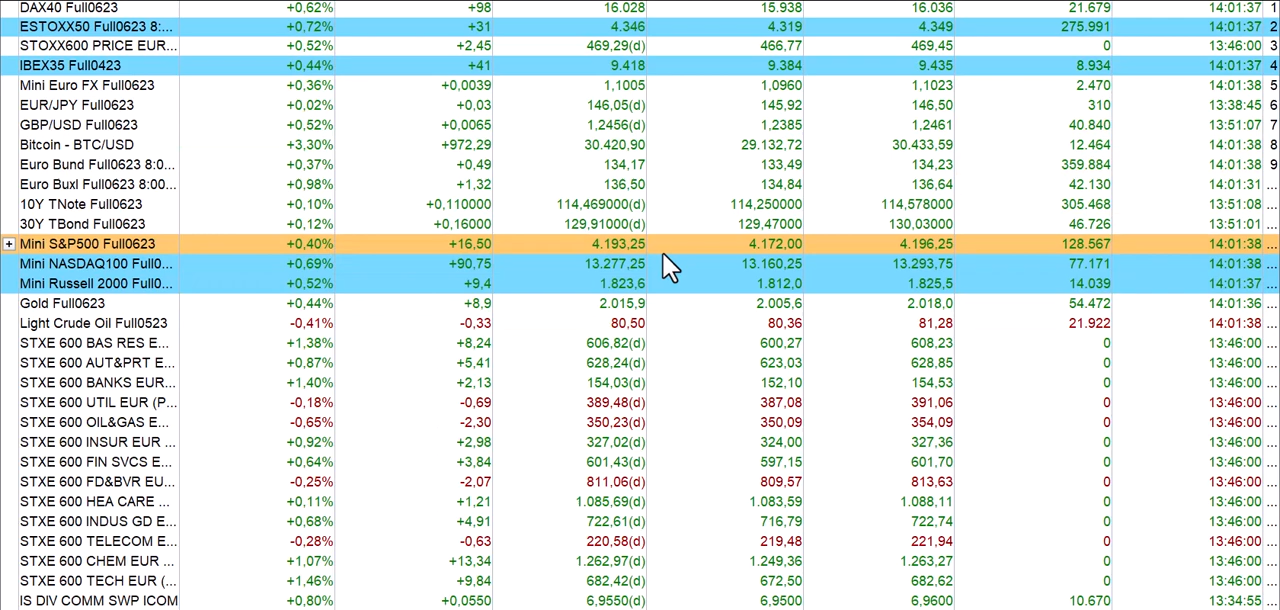 DAX40 Full0623 +0,62% +98 16.028 15.938 16.036 21.679 14:01:37 1
ESTOXX50 Full0623 8:... +0,72% +31 4.346 4.319 4.349 275.991 14:01:37 2
STOXX600 PRICE EUR... +0,52% +2,45 469,29(d) 466,77 469,45 0 13:46:00 3
IBEX35 Full0423 +0,44% +41 9.418 9.384 9.435 8.934 14:01:37 4
Mini Euro FX Full0623 +0,36% +0,0039 1,1005 1,0960 1,1023 2.470 14:01:38 5
EUR/JPY Full0623 +0,02% +0,03 146,05(d) 145,92 146,50 310 13:38:45 6
GBP/USD Full0623 +0,52% +0,0065 1,2456(d) 1,2385 1,2461 40.840 13:51:07 7
Bitcoin - BTC/USD +3,30% +972,29 30.420,90 29.132,72 30.433,59 12.464 14:01:38 8
Euro Bund Full0623 8:0... +0,37% +0,49 134,17 133,49 134,23 359.884 14:01:38 9
Euro Buxl Full0623 8:00... +0,98% +1,32 136,50 134,84 136,64 42.130 14:01:31 ...
10Y TNote Full0623 +0,10% +0,110000 114,469000(d) 114,250000 114,578000 305.468 13:51:08 ...
30Y TBond Full0623 +0,12% +0,16000 129,91000(d) 129,47000 130,03000 46.726 13:51:01 ...
+ Mini S&P500 Full0623 +0,40% +16,50 4.193,25 4.172,00 4.196,25 128.567 14:01:38 ...
Mini NASDAQ100 Full0... +0,69% +90,75 13.277,25 13.160,25 13.293,75 77.171 14:01:38 ...
Mini Russell 2000 Full0... +0,52% +9,4 1.823,6 1.812,0 1.825,5 14.039 14:01:37 ...
Gold Full0623 +0,44% +8,9 2.015,9 2.005,6 2.018,0 54.472 14:01:36 ...
Light Crude Oil Full0523 -0,41% -0,33 80,50 80,36 81,28 21.922 14:01:38 ...
STXE 600 BAS RES E... +1,38% +8,24 606,82(d) 600,27 608,23 0 13:46:00 ...
STXE 600 AUT&PRT E... +0,87% +5,41 628,24(d) 623,03 628,85 0 13:46:00 ...
STXE 600 BANKS EUR... +1,40% +2,13 154,03(d) 152,10 154,53 0 13:46:00 ...
STXE 600 UTIL EUR (P... -0,18% -0,69 389,48(d) 387,08 391,06 0 13:46:00 ...
STXE 600 OIL&GAS E... -0,65% -2,30 350,23(d) 350,09 354,09 0 13:46:00 ...
STXE 600 INSUR EUR ... +0,92% +2,98 327,02(d) 324,00 327,36 0 13:46:00 ...
STXE 600 FIN SVCS E... +0,64% +3,84 601,43(d) 597,15 601,70 0 13:46:00 ...
STXE 600 FD&BVR EU... -0,25% -2,07 811,06(d) 809,57 813,63 0 13:46:00 ...
STXE 600 HEA CARE ... +0,11% +1,21 1.085,69(d) 1.083,59 1.088,11 0 13:46:00 ...
STXE 600 INDUS GD E... +0,68% +4,91 722,61(d) 716,79 722,74 0 13:46:00 ...
STXE 600 TELECOM E... -0,28% -0,63 220,58(d) 219,48 221,94 0 13:46:00 ...
STXE 600 CHEM EUR ... +1,07% +13,34 1.262,97(d) 1.249,36 1.263,27 0 13:46:00 ...
STXE 600 TECH EUR (... +1,46% +9,84 682,42(d) 672,50 682,62 0 13:46:00 ...
IS DIV COMM SWP ICOM +0,80% +0,0550 6,9550(d) 6,9500 6,9600 10.670 13:34:55 ...